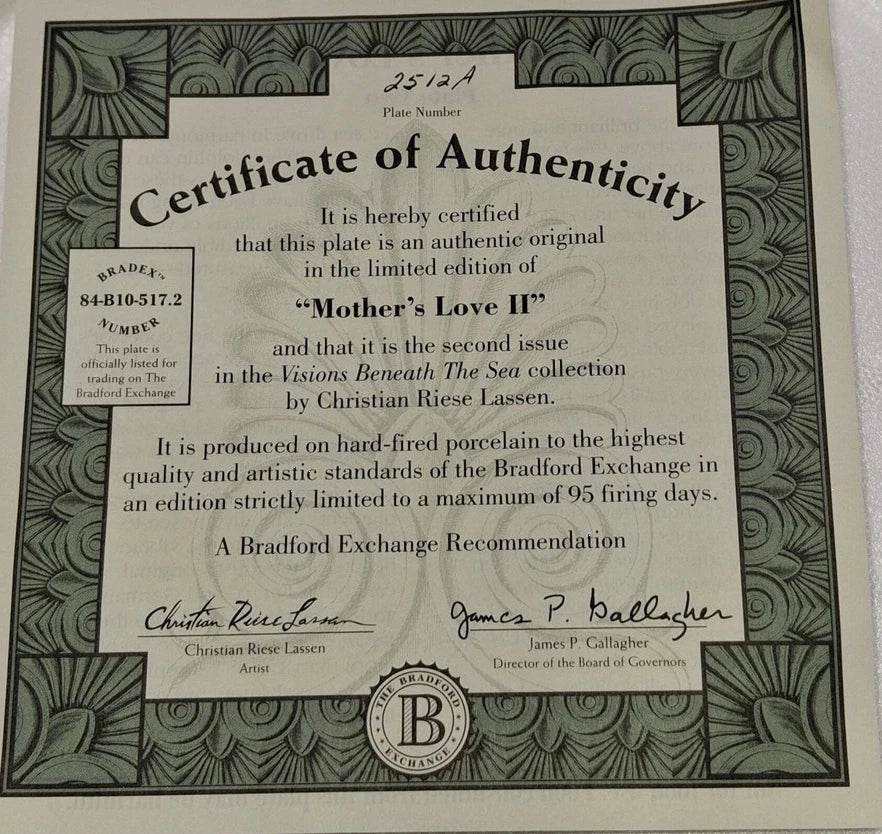 2512A
Plate Number
Certificate of Authenticity
It is hereby certified
that this plate is an authentic original
in the limited edition of
“Mother’s Love II”
and that it is the second issue
in the Visions Beneath The Sea collection
by Christian Riese Lassen.
BRADEX™
84-B10-517.2
NUMBER
This plate is
officially listed for
trading on The
Bradford Exchange
It is produced on hard-fired porcelain to the highest
quality and artistic standards of the Bradford Exchange in
an edition strictly limited to a maximum of 95 firing days.
A Bradford Exchange Recommendation
Christian Riese Lassen
Christian Riese Lassen
Artist
James P. Gallagher
James P. Gallagher
Director of the Board of Governors
THE BRADFORD
B
EXCHANGE